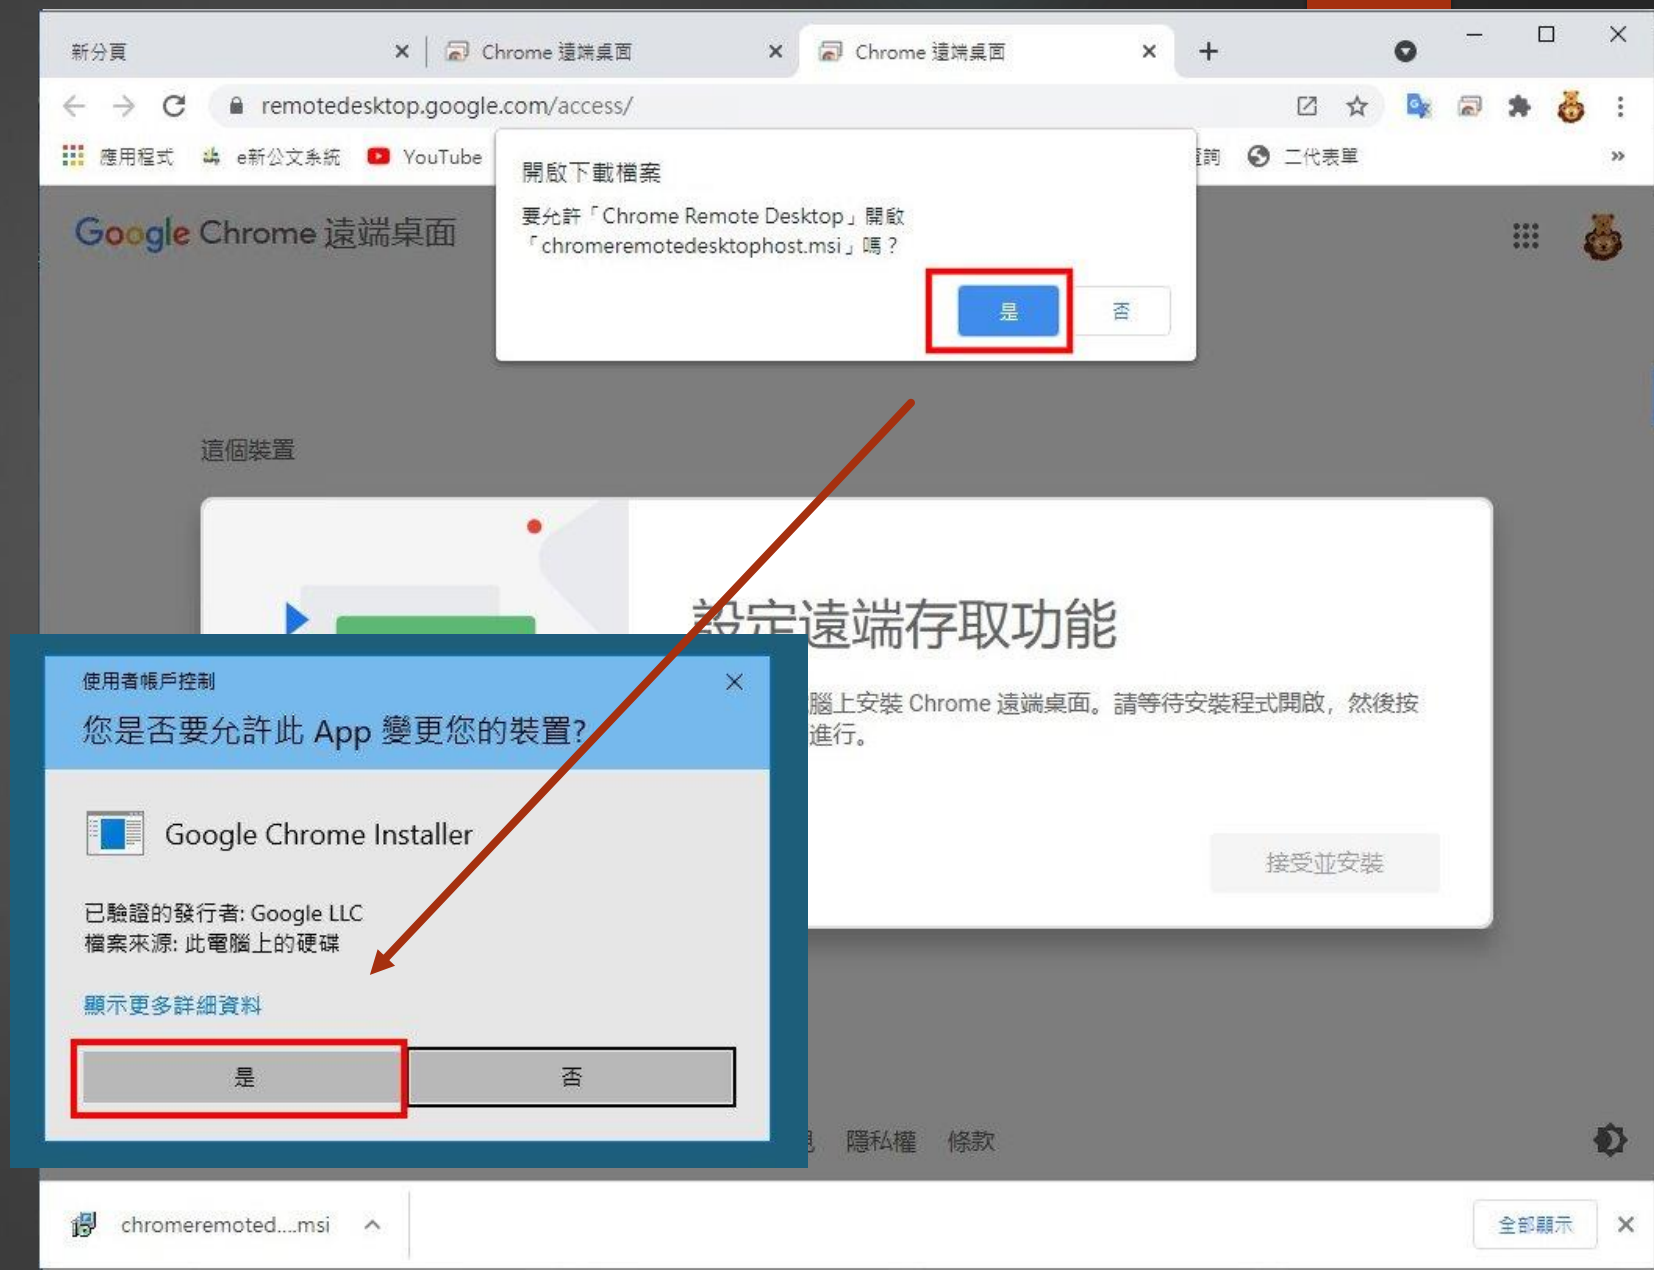 新分頁
Chrome 遠端桌面
Chrome 遠端桌面
remotedesktop.google.com/access/
應用程式
e新公文系統
YouTube
詢
二代表單
開啟下載檔案
要允許「Chrome Remote Desktop」開啟
「chromeremotedesktophost.msi」嗎？
是
否
Google Chrome 遠端桌面
這個裝置
設定遠端存取功能
腦上安裝 Chrome 遠端桌面。請等待安裝程式開啟，然後按
進行。
接受並安裝
使用者帳戶控制
您是否要允許此 App 變更您的裝置?
Google Chrome Installer
已驗證的發行者: Google LLC
檔案來源: 此電腦上的硬碟
顯示更多詳細資料
是
否
隱私權
條款
chromeremoted....msi
全部顯示